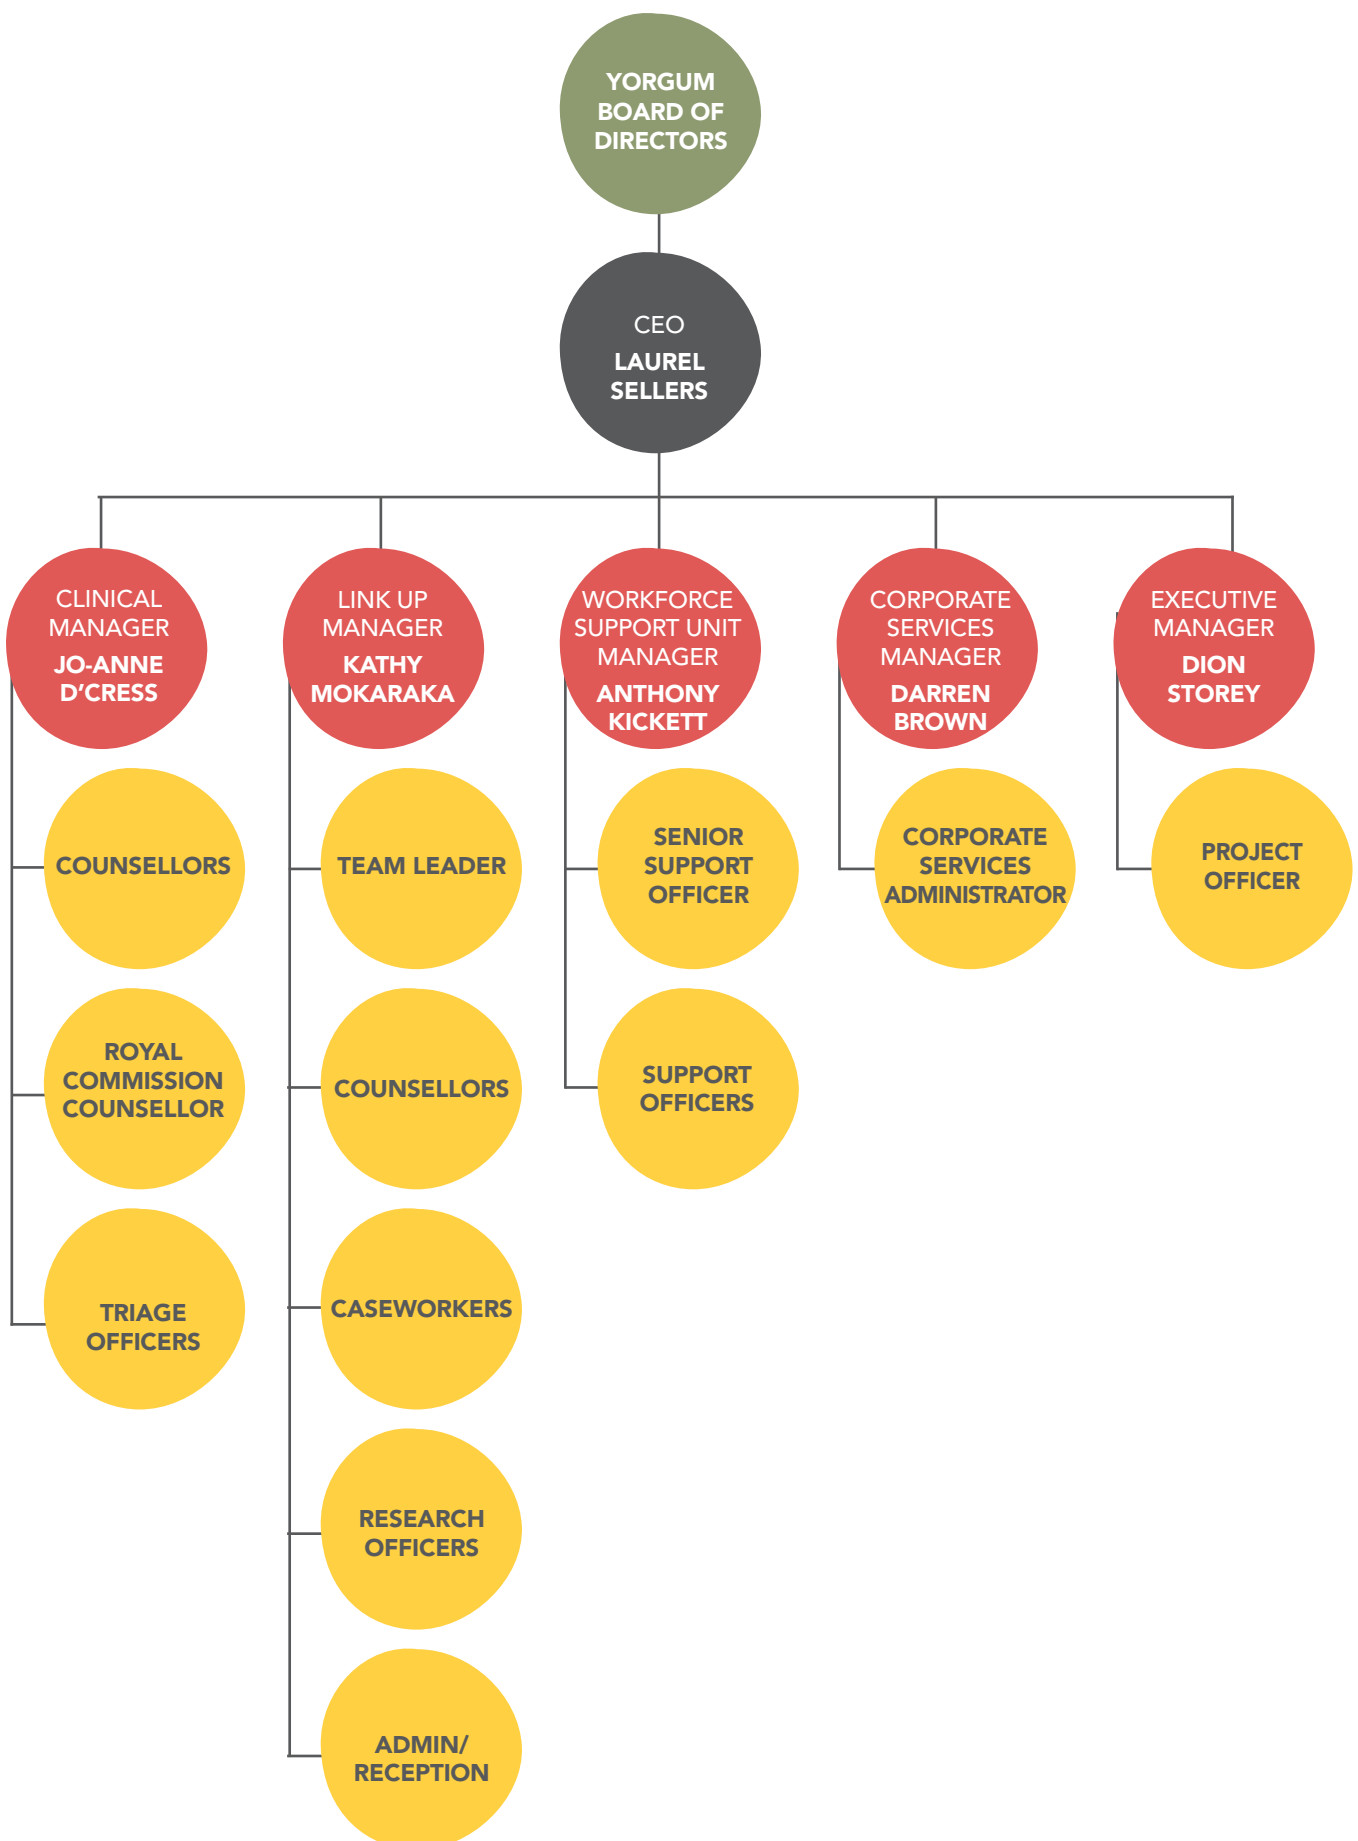 YORGUM
BOARD OF
DIRECTORS
CEO
LAUREL
SELLERS
CLINICAL
MANAGER
JO-ANNE
D'CRESS
LINK UP
MANAGER
KATHY
MOKARAKA
WORKFORCE
SUPPORT UNIT
MANAGER
ANTHONY
KICKETT
CORPORATE
SERVICES
MANAGER
DARREN
BROWN
EXECUTIVE
MANAGER
DION
STOREY
COUNSELLORS
ROYAL
COMMISSION
COUNSELLOR
TRIAGE
OFFICERS
TEAM LEADER
COUNSELLORS
CASEWORKERS
RESEARCH
OFFICERS
ADMIN/
RECEPTION
SENIOR
SUPPORT
OFFICER
SUPPORT
OFFICERS
CORPORATE
SERVICES
ADMINISTRATOR
PROJECT
OFFICER